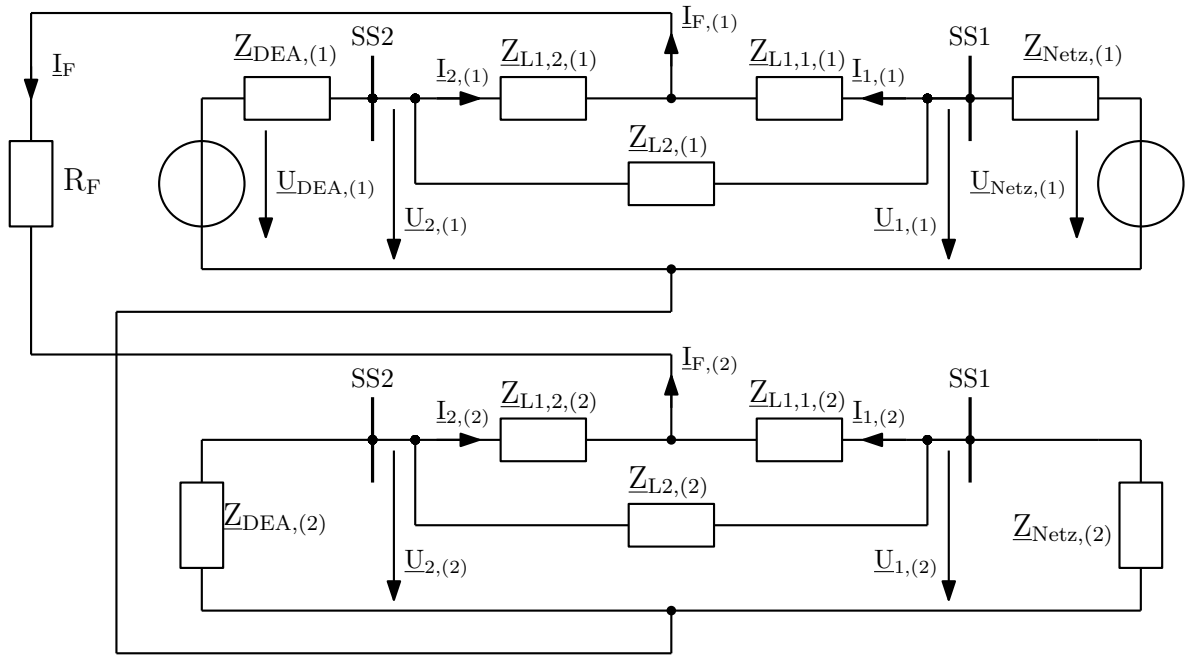 I_F,(1)
SS2
SS1
Z_DEA,(1)
Z_L1,2,(1)
Z_L1,1,(1)
Z_Netz,(1)
I_F
I_2,(1)
I_1,(1)
Z_L2,(1)
R_F
U_DEA,(1)
U_Netz,(1)
U_2,(1)
U_1,(1)
I_F,(2)
SS2
SS1
Z_L1,2,(2)
Z_L1,1,(2)
I_2,(2)
I_1,(2)
Z_L2,(2)
Z_DEA,(2)
Z_Netz,(2)
U_2,(2)
U_1,(2)